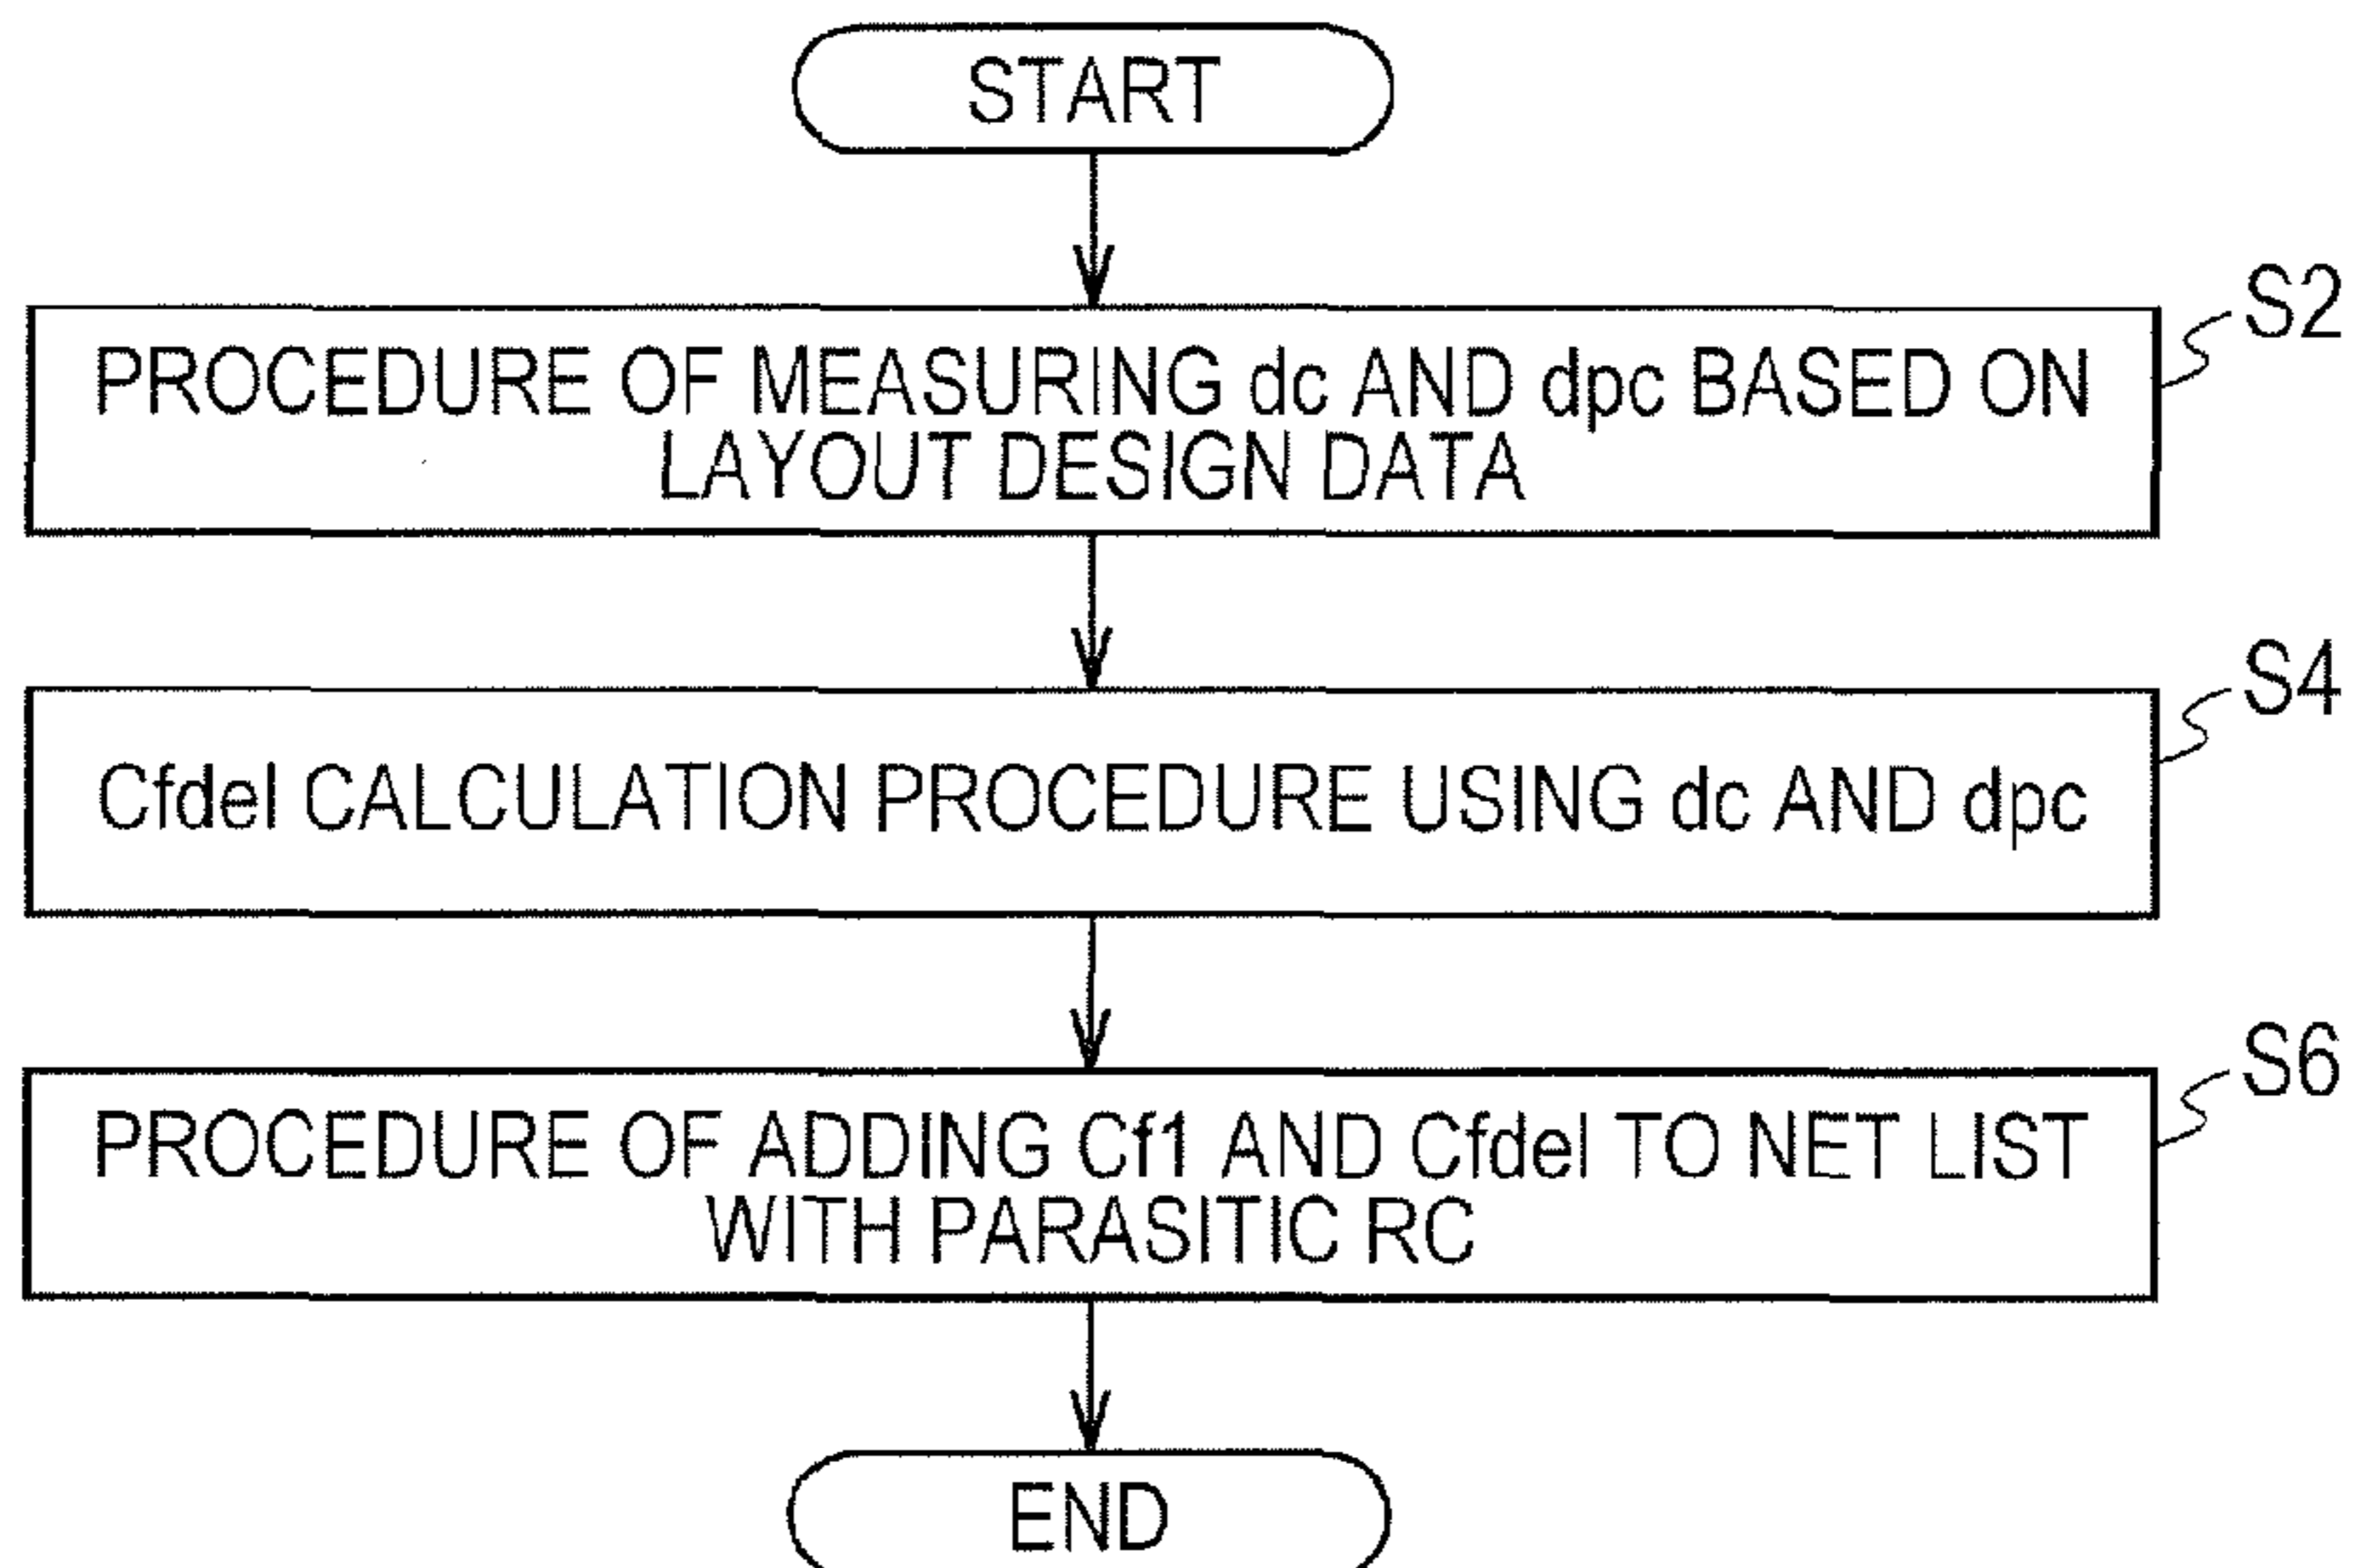 START
S2
PROCEDURE OF MEASURING dc AND dpc BASED ON
LAYOUT DESIGN DATA
S4
Cfdel CALCULATION PROCEDURE USING dc AND dpc
S6
PROCEDURE OF ADDING Cf1 AND Cfdel TO NET LIST
WITH PARASITIC RC
END